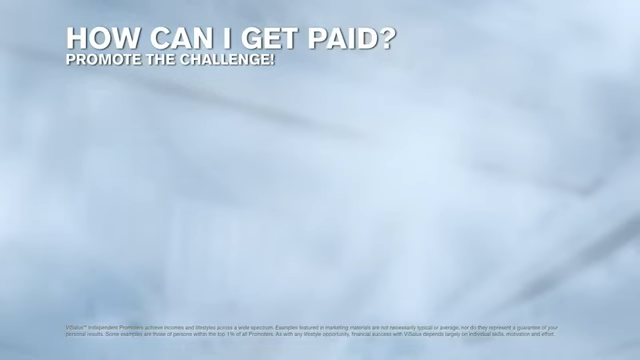 HOW CAN I GET PAID?
PROMOTE THE CHALLENGE!
ViSalus™ Independent Promoters achieve incomes and lifestyles across a wide spectrum. Examples featured in marketing materials are not necessarily typical or average, nor do they represent a guarantee of your
personal results. Some examples are those of persons within the top 1% of all Promoters. As with any lifestyle opportunity, financial success with ViSalus depends largely on individual skills, motivation and effort.